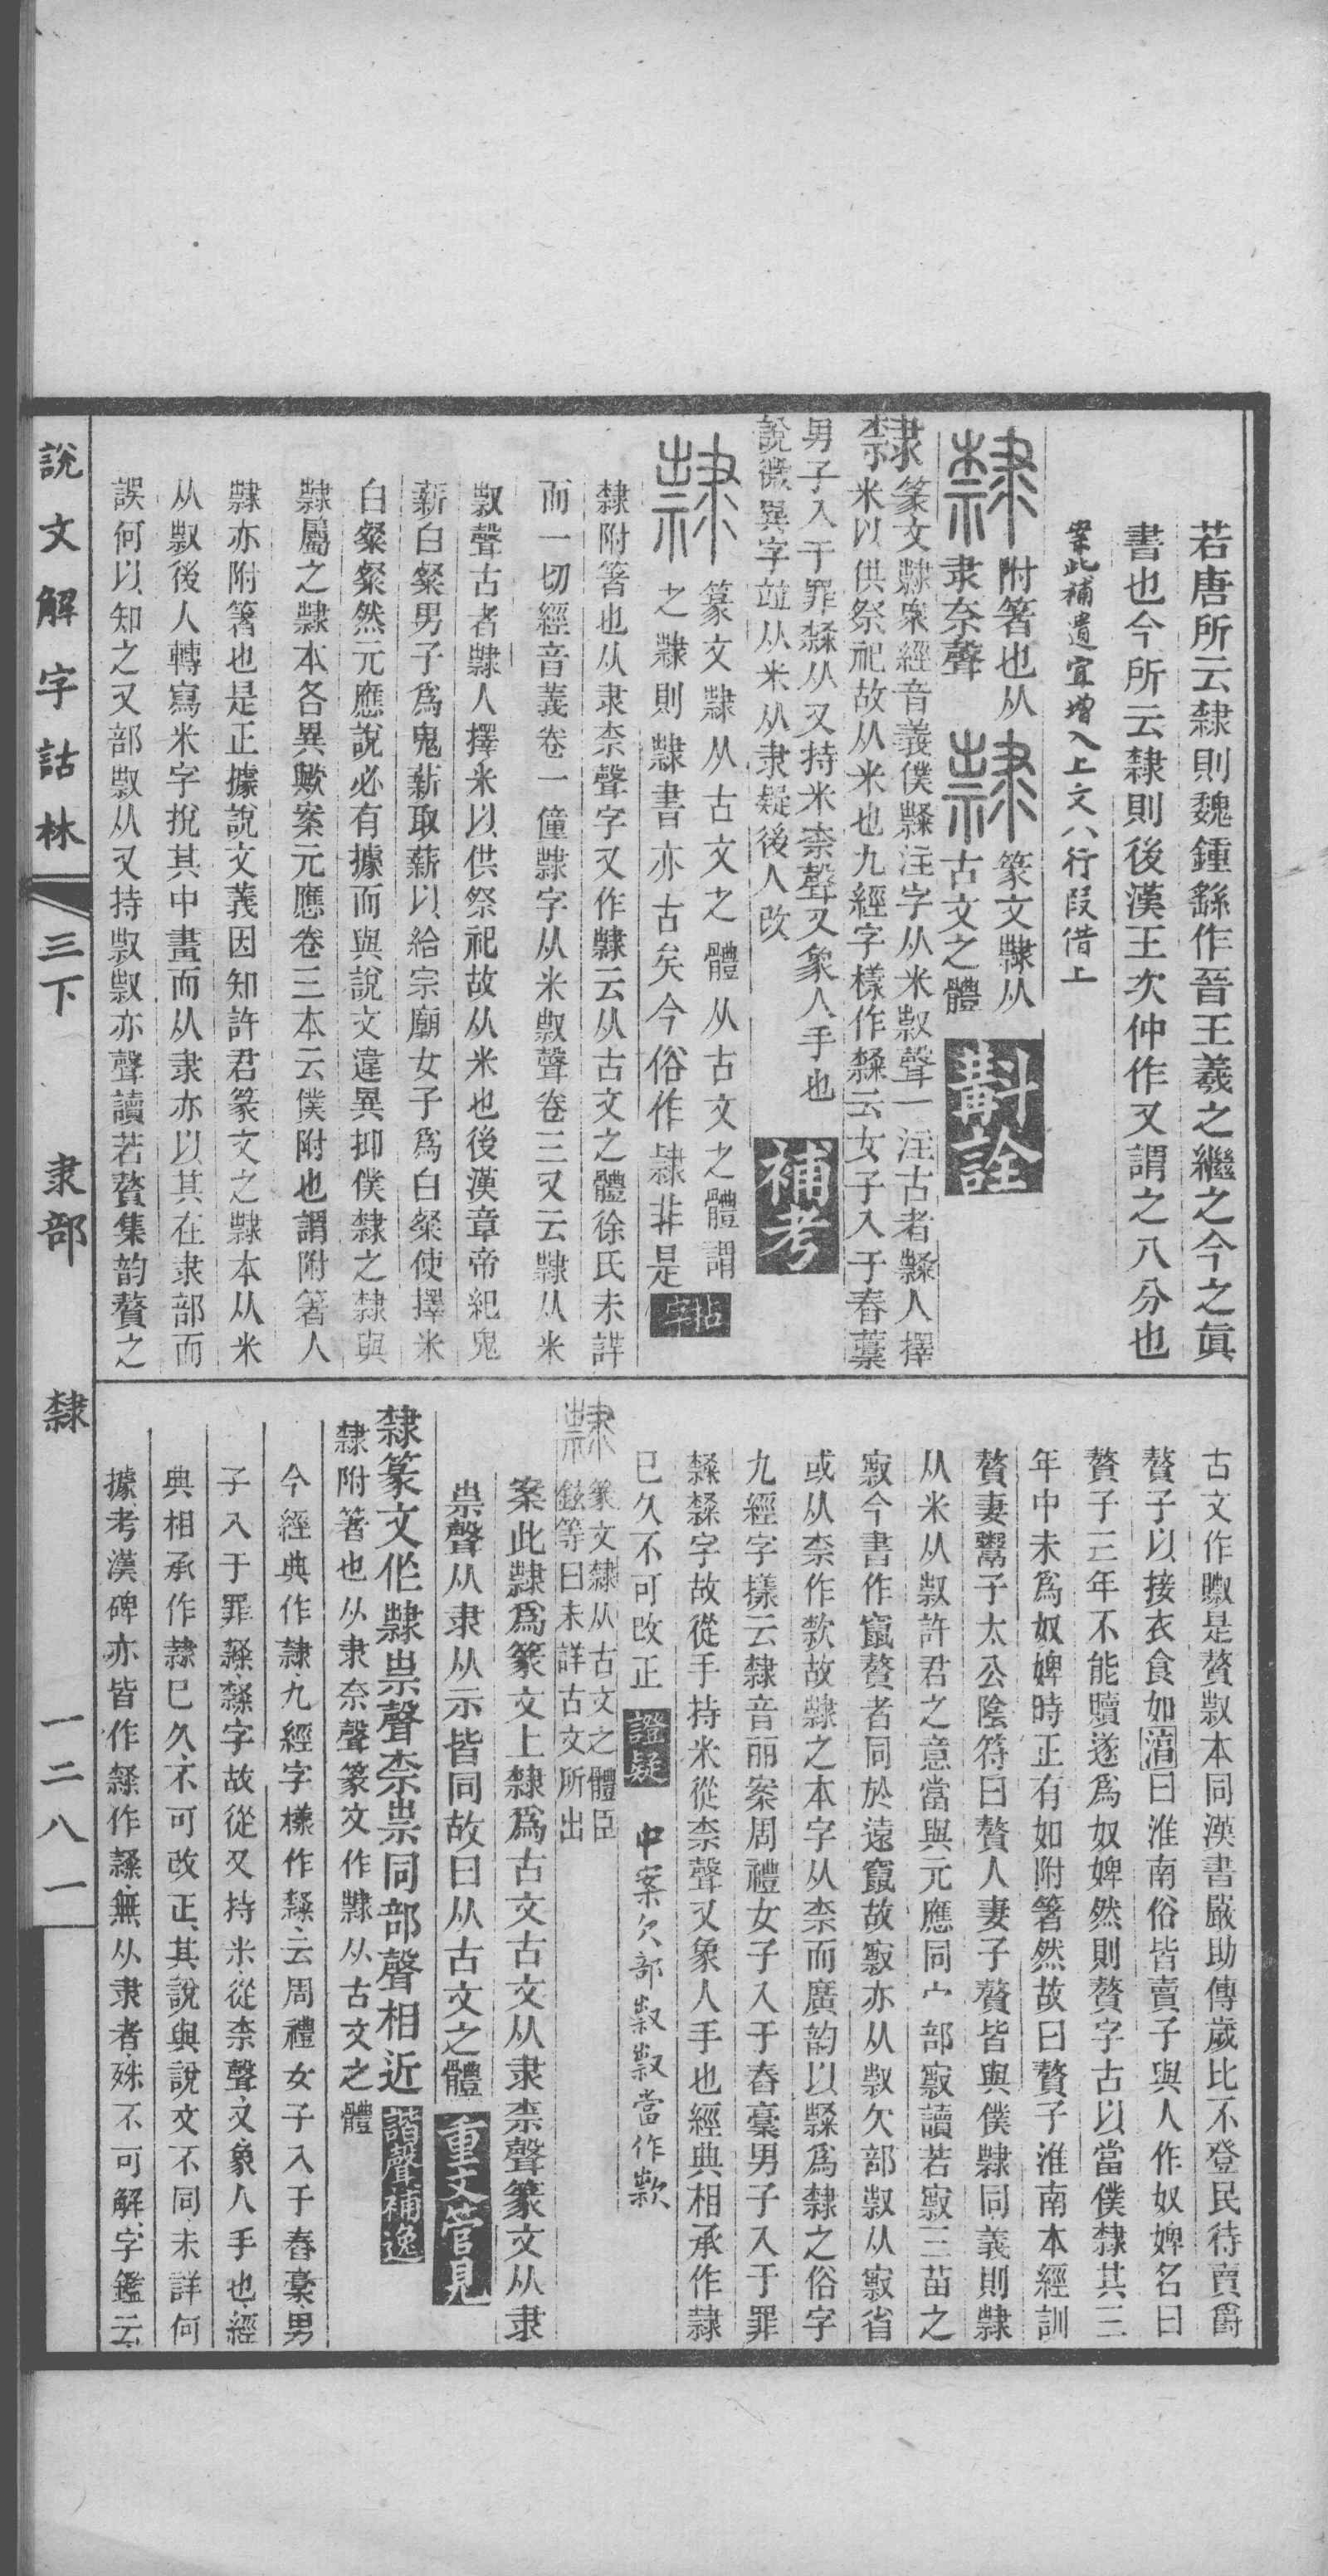 若唐所云隸則魏鍾繇作晉王羲之繼之今之眞
書也今所云隸則後漢王次仲作又謂之八分也
案此補遺宜增入上文八行叚借上
隸 附箸也从
隶柰聲
隸 篆文隸从
古文之體
斠詮
隸篆文隸衆經音義僕隸注字从米㕟聲一注古者隸人擇
米以供祭祀故从米也九經字樣作隸云女子入于舂藁
男子入于罪隸从又持米柰聲又象人手也
說微異字竝从米从隶疑後人改
補考
隸 篆文隸从古文之體从古文之體謂
之隸則隸書亦古矣今俗作隷非是
拈字
隸附箸也从隶柰聲字又作隸云从古文之體徐氏未詳
而一切經音義卷一僮隸字从米㕟聲卷三又云隸从米
㕟聲古者隸人擇米以供祭祀故从米也後漢章帝紀鬼
薪白粲男子爲鬼薪取薪以給宗廟女子爲白粲使擇米
白粲粲然元應說必有據而與說文違異抑僕隸之隸與
隸屬之隸本各異歟案元應卷三本云僕附也謂附箸人
隸亦附箸也是正據說文義因知許君篆文之隸本从米
从㕟後人轉寫米字挩其中畫而从隶亦以其在隶部而
誤何以知之又部㕟从又持㕟㕟亦聲讀若贅集韵贅之
古文作𧸐是贅㕟本同漢書嚴助傳歲比不登民待賣爵
贅子以接衣食如湻曰淮南俗皆賣子與人作奴婢名曰
贅子三年不能贖遂爲奴婢然則贅字古以當僕隸其三
年中未爲奴婢時正有如附箸然故曰贅子淮南本經訓
贅妻鬻子太公陰符曰贅人妻子贅皆與僕隸同義則隸
从米从㕟許君之意當與元應同宀部㝮讀若㝮三苗之
㝮今書作竄贅者同於遠竄故㝮亦从㕟欠部㕟从㝮省
或从柰作㰗故隸之本字从柰而廣韵以隸爲隸之俗字
九經字㨾云隸音丽案周禮女子入于舂稾男子入于罪
隸隸字故從手持米從柰聲又象人手也經典相承作隸
已久不可改正
證疑
中案欠部㕟㕟當作款
隸 篆文隸从古文之體臣
鉉等曰未詳古文所出
案此隸爲篆文上隸爲古文古文从隶柰聲篆文从隶
祟聲从隶从示皆同故曰从古文之體
重文管見
隸篆文作隸祟聲柰祟同部聲相近
諧聲補逸
隸附箸也从隶柰聲篆文作隸从古文之體
今經典作隸九經字樣作隸云周禮女子入于舂稾男
子入于罪隸隸字故從又持米從柰聲又象人手也經
典相承作隸已久不可改正其說與說文不同未詳何
據考漢碑亦皆作隸作隸無从隶者殊不可解字鑑云
說文解字詁林
三下
隶部
隸
一二八一